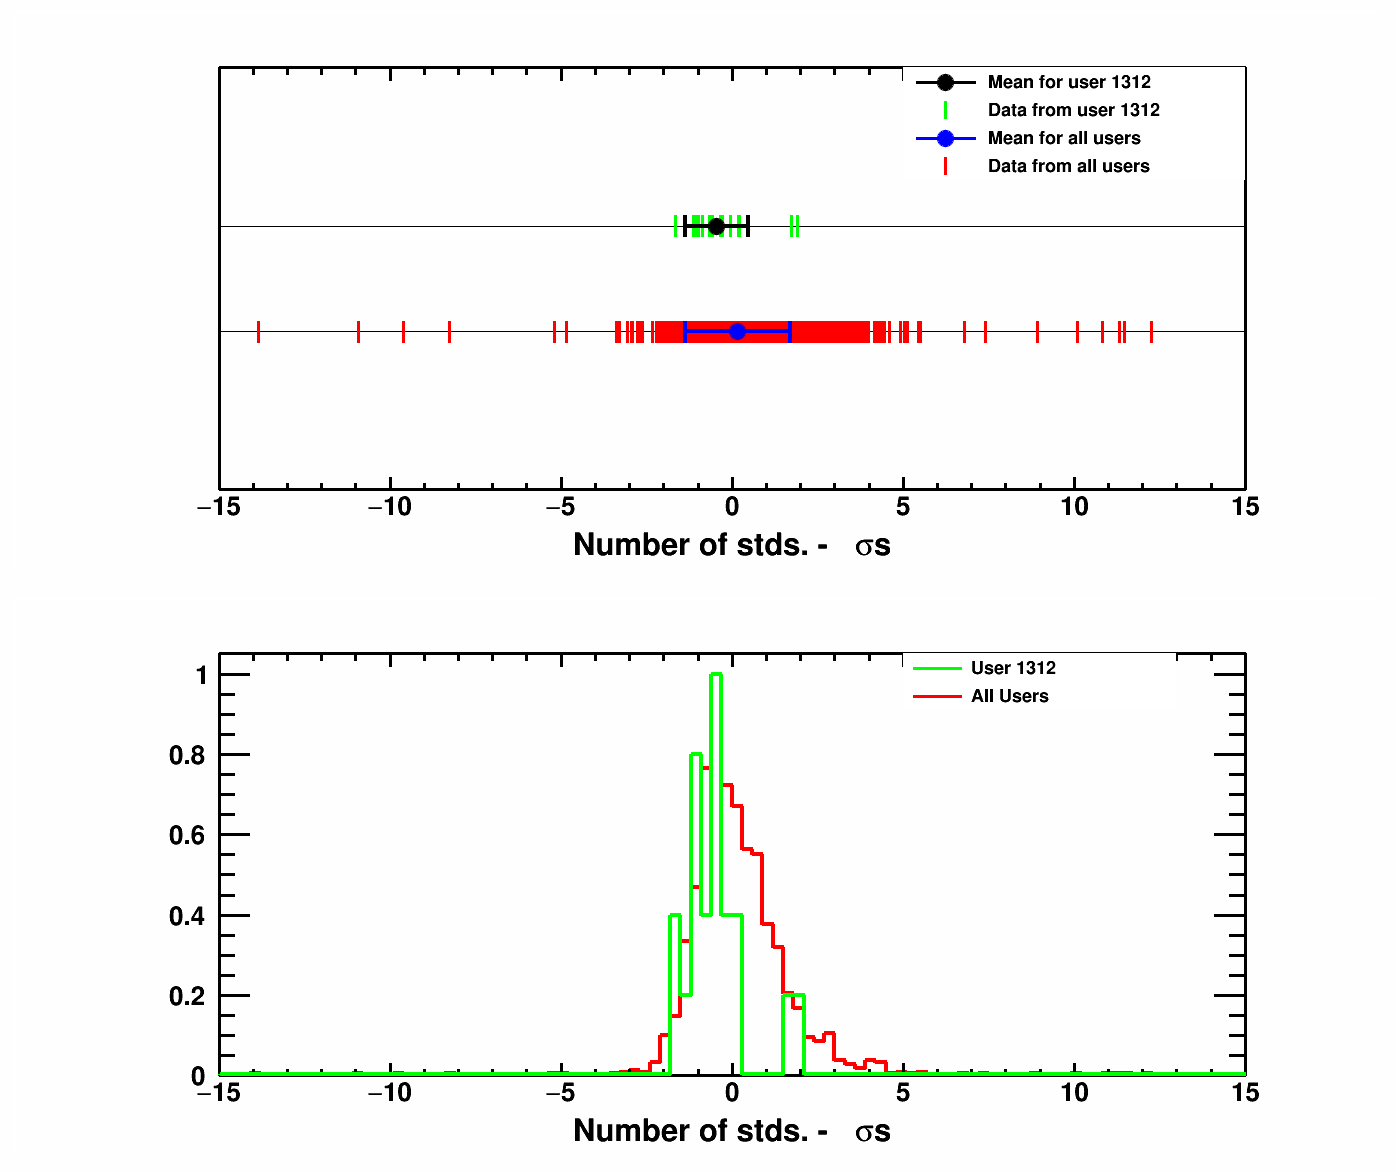 Mean for user 1312
Data from user 1312
Mean for all users
Data from all users
−15 −10 −5 0 5 10 15
Number of stds. - σs
User 1312
All Users
1
0.8
0.6
0.4
0.2
0
−15 −10 −5 0 5 10 15
Number of stds. - σs